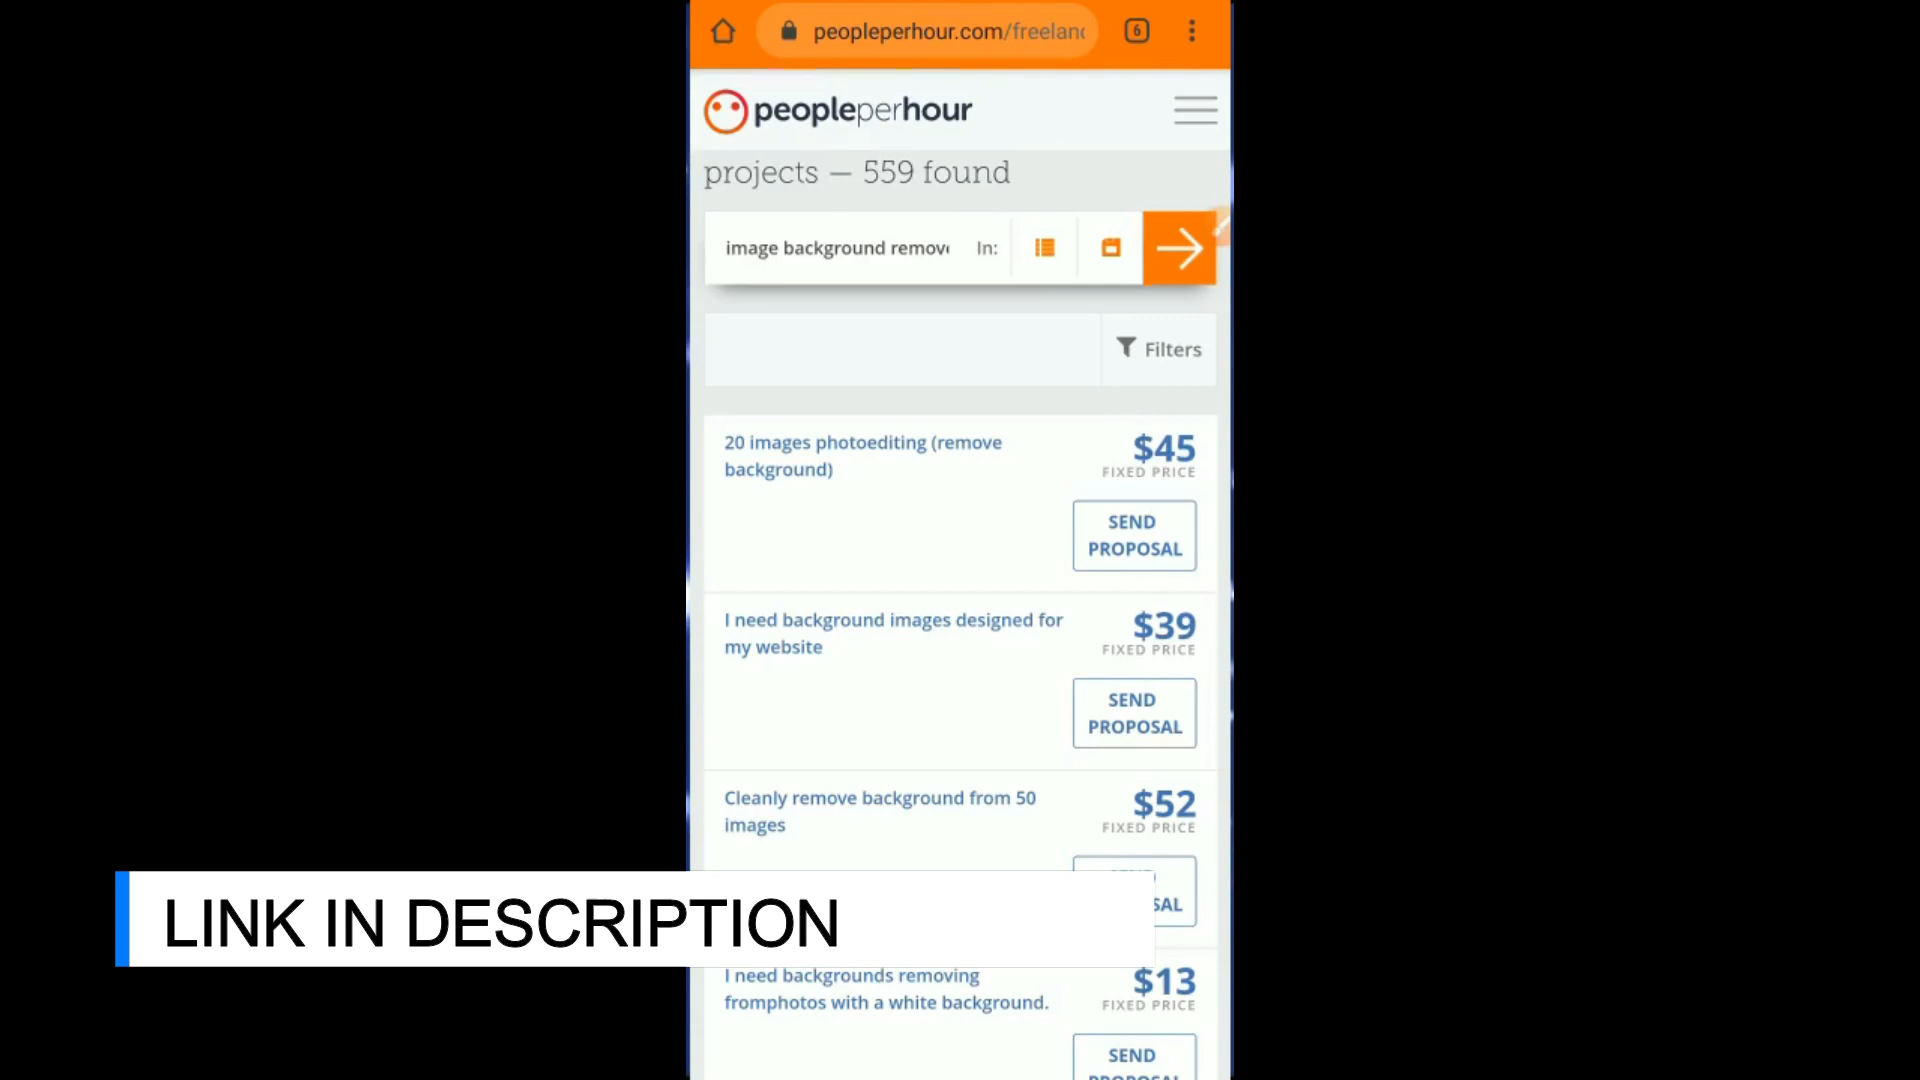 peopleperhour.com/freelanc
6
peopleperhour
projects — 559 found
image background remov
In:
Filters
20 images photoediting (remove
background)
$45
FIXED PRICE
SEND
PROPOSAL
I need background images designed for
my website
$39
FIXED PRICE
SEND
PROPOSAL
Cleanly remove background from 50
images
$52
FIXED PRICE
SAL
LINK IN DESCRIPTION
I need backgrounds removing
fromphotos with a white background.
$13
FIXED PRICE
SEND
PROPOSAL